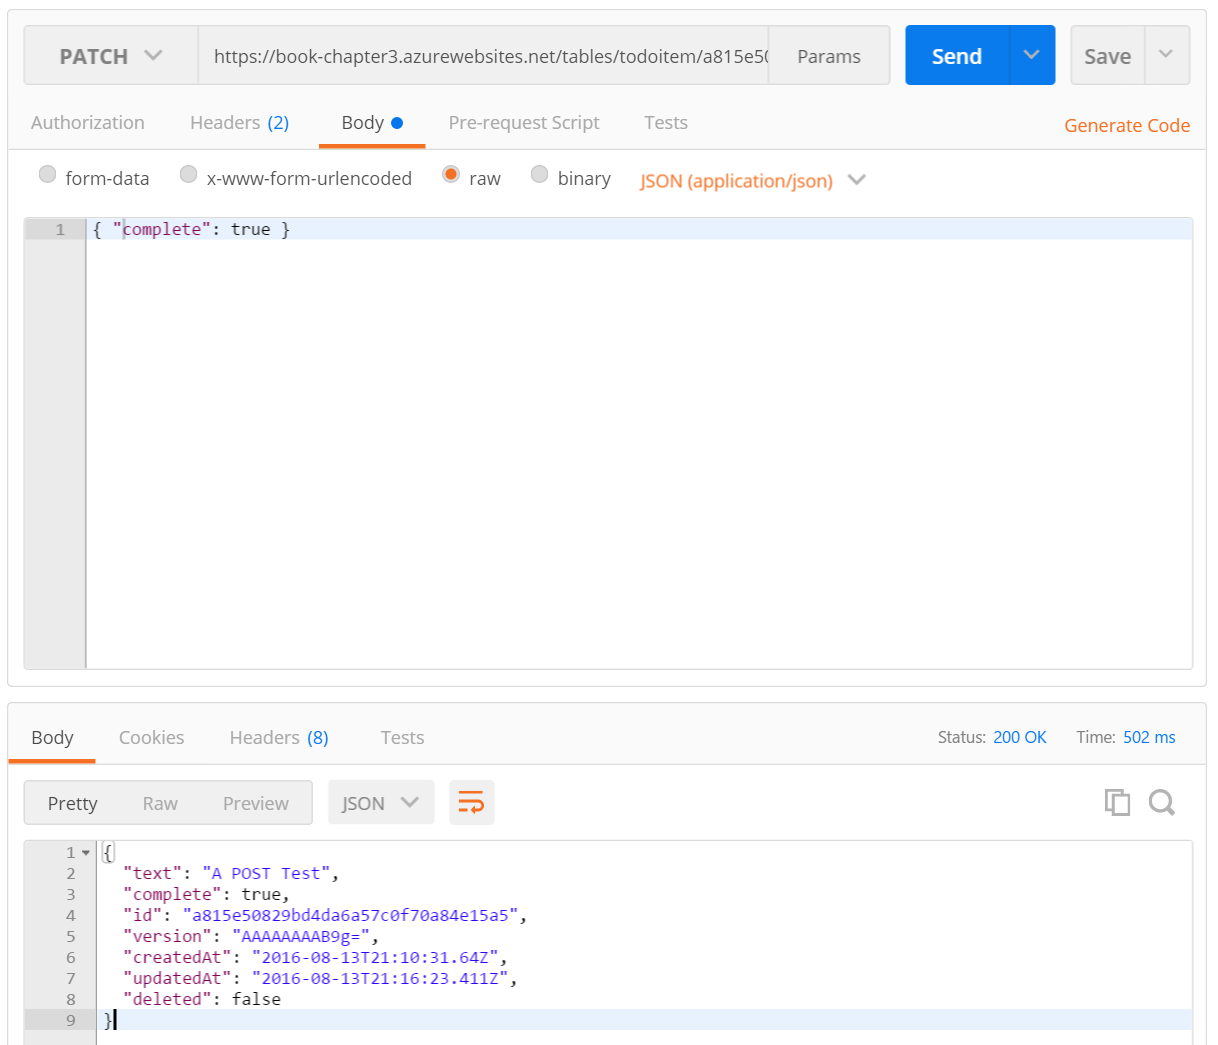 PATCH https://book-chapter3.azurewebsites.net/tables/todoitem/a815e50 Params Send Save
Authorization Headers (2) Body Pre-request Script Tests Generate Code
form-data x-www-form-urlencoded raw binary JSON (application/json)
1 { "complete": true }
Body Cookies Headers (8) Tests Status: 200 OK Time: 502 ms
Pretty Raw Preview JSON
1 {
2 "text": "A POST Test",
3 "complete": true,
4 "id": "a815e50829bd4da6a57c0f70a84e15a5",
5 "version": "AAAAAAAAB9g=",
6 "createdAt": "2016-08-13T21:10:31.64Z",
7 "updatedAt": "2016-08-13T21:16:23.411Z",
8 "deleted": false
9 }